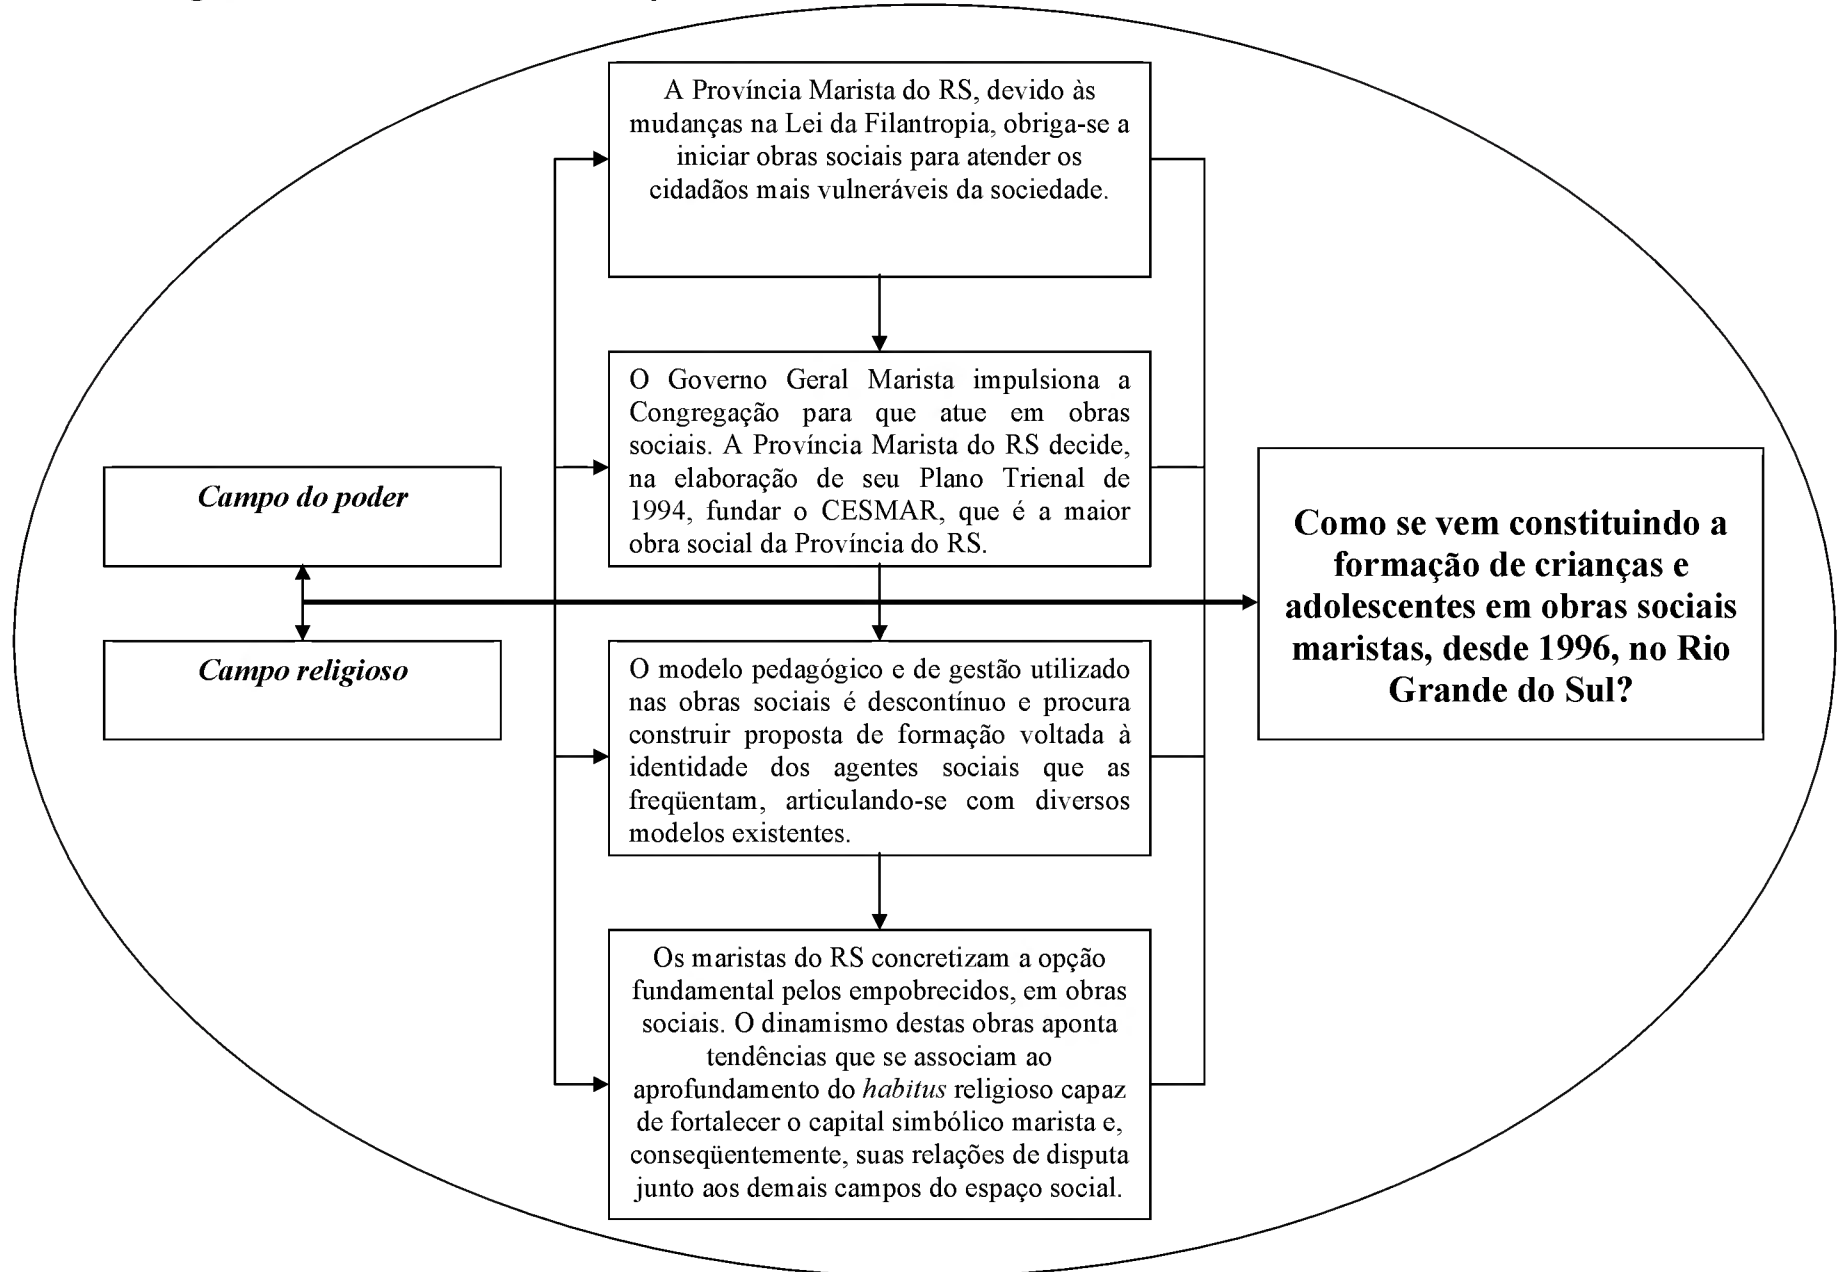 A Província Marista do RS, devido às
mudanças na Lei da Filantropia, obriga-se a
iniciar obras sociais para atender os
cidadãos mais vulneráveis da sociedade.
O Governo Geral Marista impulsiona a
Congregação para que atue em obras
sociais. A Província Marista do RS decide,
na elaboração de seu Plano Trienal de
1994, fundar o CESMAR, que é a maior
obra social da Província do RS.
Campo do poder
Campo religioso
O modelo pedagógico e de gestão utilizado
nas obras sociais é descontínuo e procura
construir proposta de formação voltada à
identidade dos agentes sociais que as
freqüentam, articulando-se com diversos
modelos existentes.
Os maristas do RS concretizam a opção
fundamental pelos empobrecidos, em obras
sociais. O dinamismo destas obras aponta
tendências que se associam ao
aprofundamento do habitus religioso capaz
de fortalecer o capital simbólico marista e,
conseqüentemente, suas relações de disputa
junto aos demais campos do espaço social.
Como se vem constituindo a
formação de crianças e
adolescentes em obras sociais
maristas, desde 1996, no Rio
Grande do Sul?